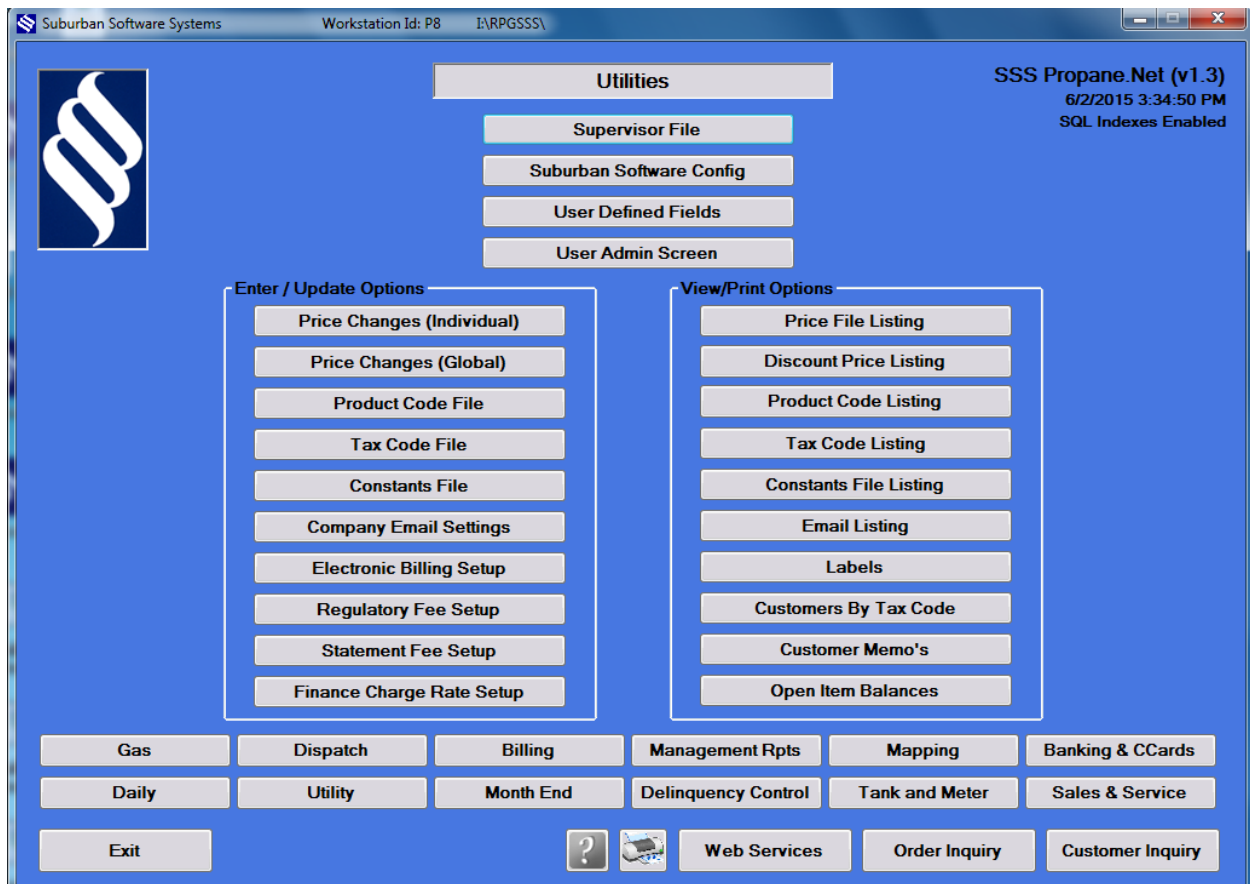 Suburban Software Systems Workstation Id: P8 I:\RPGSSS\
Utilities
SSS Propane.Net (v1.3)
6/2/2015 3:34:50 PM
SQL Indexes Enabled
Supervisor File
Suburban Software Config
User Defined Fields
User Admin Screen
Enter / Update Options
Price Changes (Individual)
Price Changes (Global)
Product Code File
Tax Code File
Constants File
Company Email Settings
Electronic Billing Setup
Regulatory Fee Setup
Statement Fee Setup
Finance Charge Rate Setup
View/Print Options
Price File Listing
Discount Price Listing
Product Code Listing
Tax Code Listing
Constants File Listing
Email Listing
Labels
Customers By Tax Code
Customer Memo's
Open Item Balances
Gas Dispatch Billing Management Rpts Mapping Banking & CCards
Daily Utility Month End Delinquency Control Tank and Meter Sales & Service
Exit ? Web Services Order Inquiry Customer Inquiry